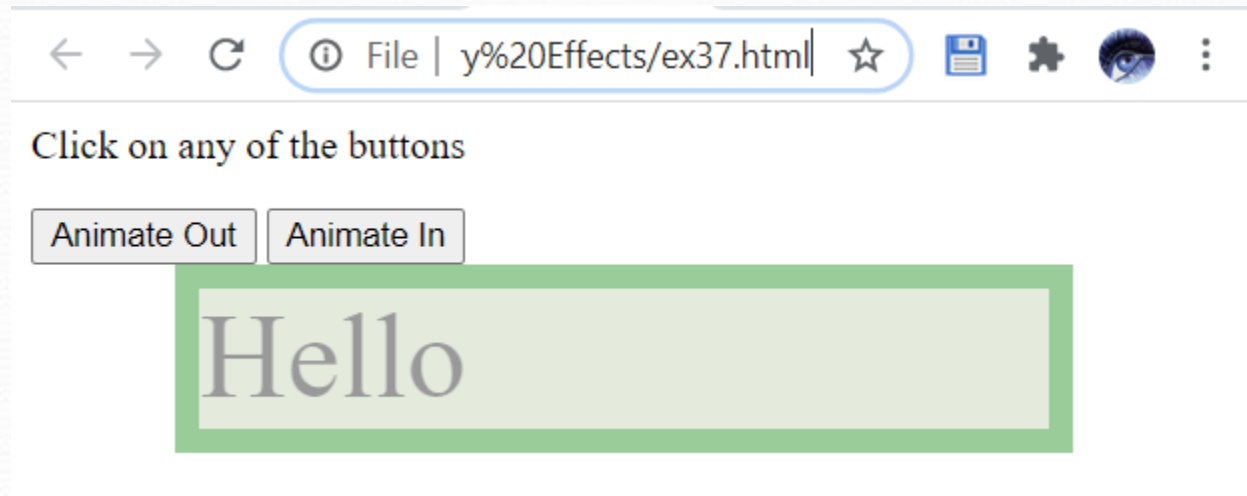 File | y%20Effects/ex37.html
Click on any of the buttons
Animate Out Animate In
Hello